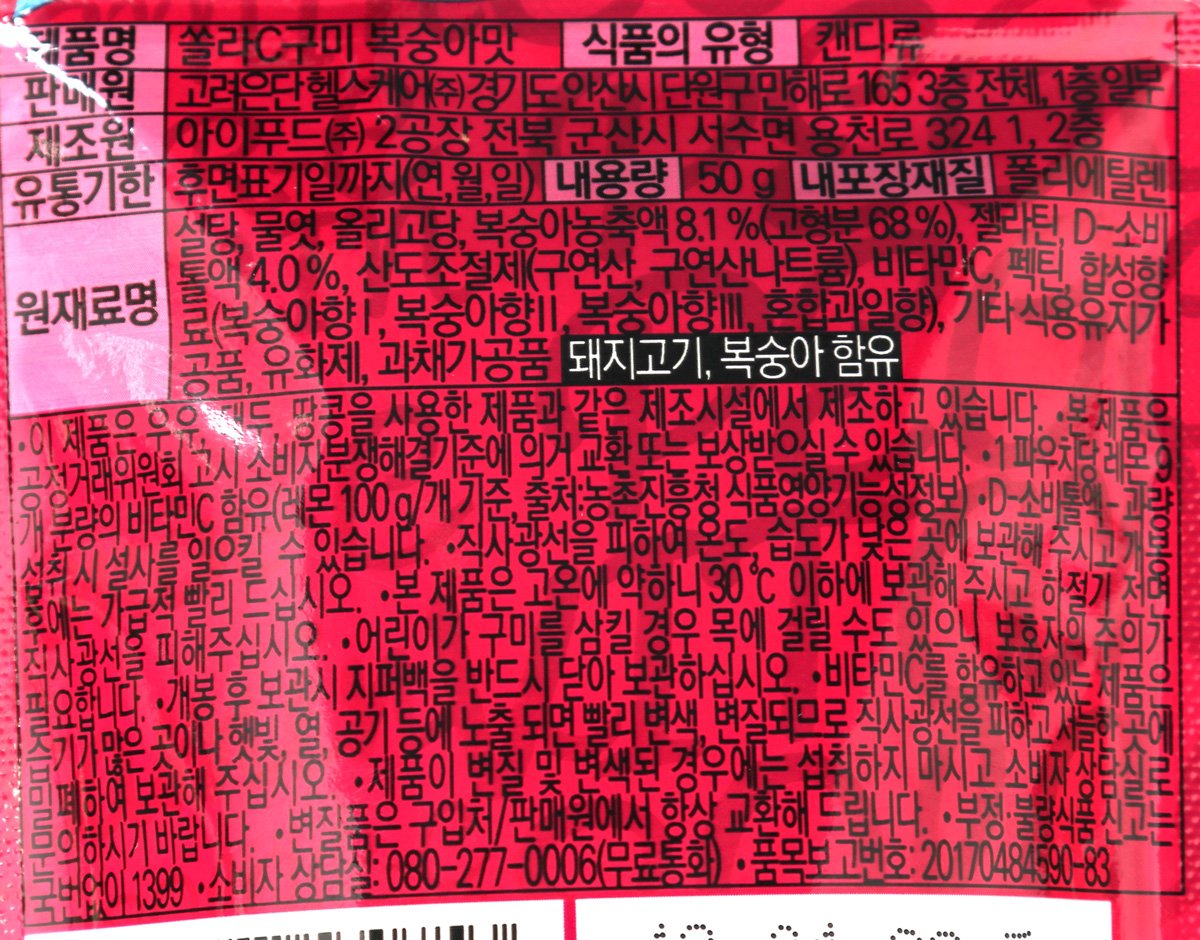 제품명 쏠라C구미 복숭아맛 식품의 유형 캔디류
판매원 고려은단헬스케어㈜ 경기도 안산시 단원구 만해로 165 3층 전체, 1층 일부
제조원 아이푸드㈜ 2공장 전북 군산시 서수면 용천로 324 1, 2층
유통기한 후면표기일까지(연,월,일) 내용량 50 g 내포장재질 폴리에틸렌
원재료명 설탕, 물엿, 올리고당, 복숭아농축액 8.1 %(고형분 68 %), 젤라틴, D-소비
톨액 4.0 %, 산도조절제(구연산, 구연산나트륨), 비타민C, 펙틴, 합성향
료(복숭아향Ⅰ, 복숭아향Ⅱ, 복숭아향Ⅲ, 혼합과일향), 기타 식용유지가
공품, 유화제, 과채가공품 돼지고기, 복숭아 함유
•이 제품은 우유, 대두, 땅콩을 사용한 제품과 같은 제조시설에서 제조하고 있습니다. •본 제품은
공정거래위원회 고시 소비자분쟁해결기준에 의거 교환 또는 보상받으실 수 있습니다. •1 파우치당 레몬 9
개 분량의 비타민C 함유(레몬 100 g/개 기준, 출처:농촌진흥청 식품영양기능성정보) •D-소비톨액-과량
섭취 시 설사를 일으킬 수 있습니다. •직사광선을 피하여 온도, 습도가 낮은 곳에 보관해 주시고 개봉
후에는 가급적 빨리 드십시오. •본 제품은 고온에 약하니 30℃ 이하에 보관해 주시고 하절기 전면
직사광선을 피해주십시오. •어린이가 구미를 삼킬 경우 목에 걸릴 수도 있으니 보호자의 주의가
필요합니다. •개봉 후 보관시 지퍼백을 반드시 닫아 보관하십시오. •비타민C를 함유하고 있는 제품은
습기가 많은 곳이나 햇빛, 열, 공기 등에 노출 되면 빨리 변색 변질되므로 직사광선을 피하고 서늘한 곳에
밀폐하여 보관해 주십시오. •제품이 변질 및 변색된 경우에는 섭취하지 마시고 소비자 상담실로
문의하시기 바랍니다. •변질품은 구입처/판매원에서 항상 교환해 드립니다. •부정·불량식품 신고는
국번없이 1399 •소비자 상담실: 080-277-0006(무료통화) •품목보고번호: 20170484590-83